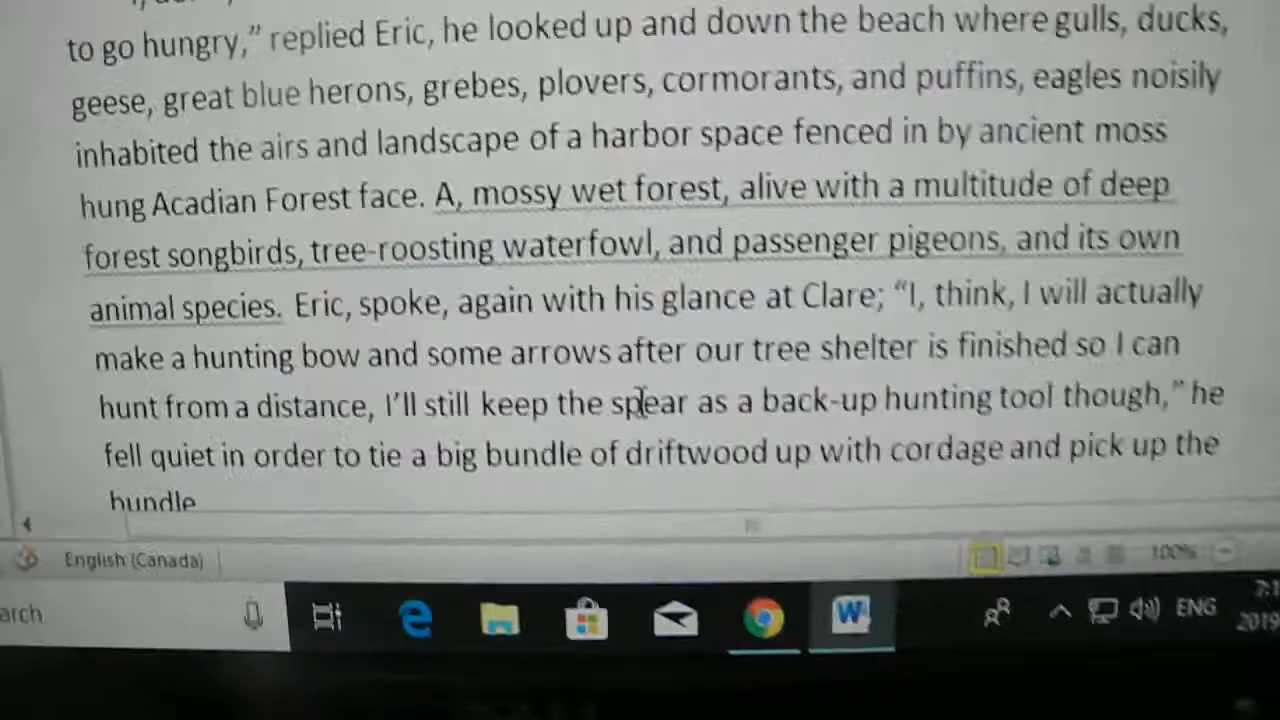 to go hungry,” replied Eric, he looked up and down the beach where gulls, ducks,
geese, great blue herons, grebes, plovers, cormorants, and puffins, eagles noisily
inhabited the airs and landscape of a harbor space fenced in by ancient moss
hung Acadian Forest face. A, mossy wet forest, alive with a multitude of deep
forest songbirds, tree-roosting waterfowl, and passenger pigeons, and its own
animal species. Eric, spoke, again with his glance at Clare; “I, think, I will actually
make a hunting bow and some arrows after our tree shelter is finished so I can
hunt from a distance, I’ll still keep the spear as a back-up hunting tool though,” he
fell quiet in order to tie a big bundle of driftwood up with cordage and pick up the
bundle
English (Canada)
100%
arch
ENG
2019